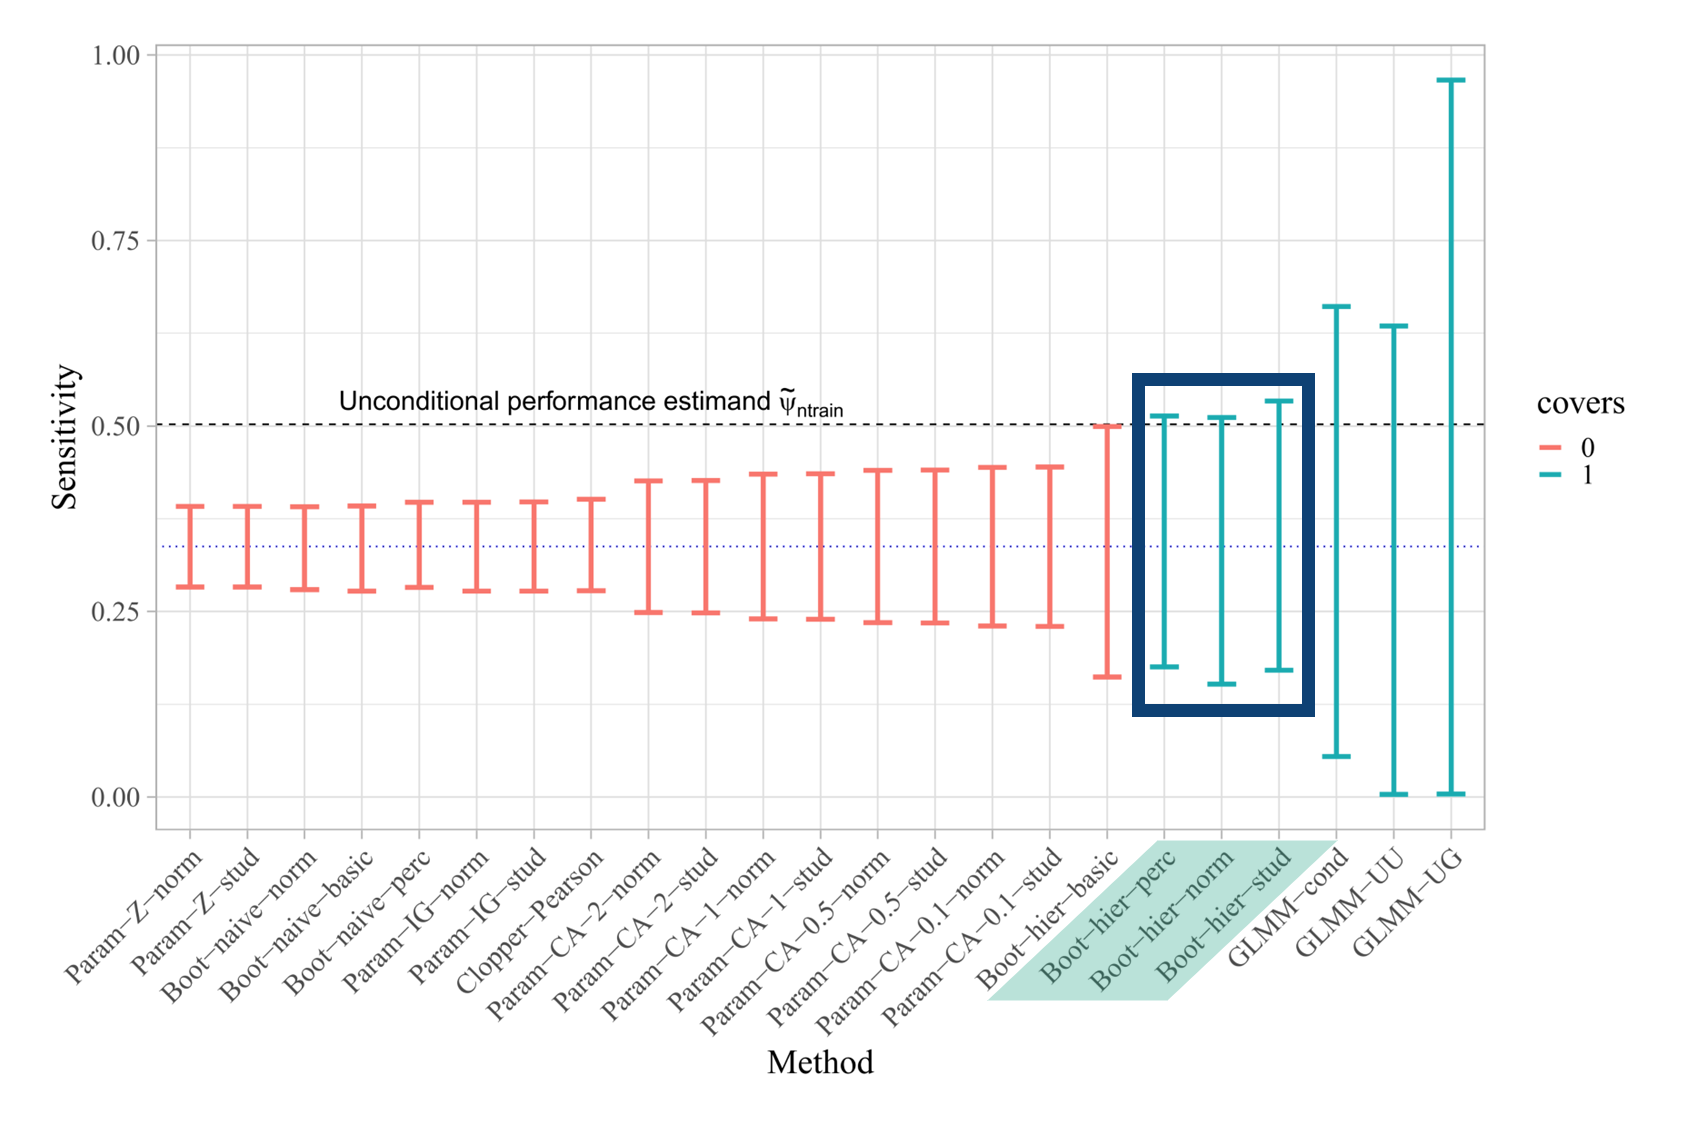 1.00
0.75
0.50
0.25
0.00
Sensitivity
Unconditional performance estimand ψ̃ntrain
covers
0
1
Param−Z−norm
Param−Z−stud
Boot−naive−norm
Boot−naive−basic
Boot−naive−perc
Param−IG−norm
Param−IG−stud
Clopper−Pearson
Param−CA−2−norm
Param−CA−2−stud
Param−CA−1−norm
Param−CA−1−stud
Param−CA−0.5−norm
Param−CA−0.5−stud
Param−CA−0.1−norm
Param−CA−0.1−stud
Boot−hier−basic
Boot−hier−perc
Boot−hier−norm
Boot−hier−stud
GLMM−cond
GLMM−UU
GLMM−UG
Method